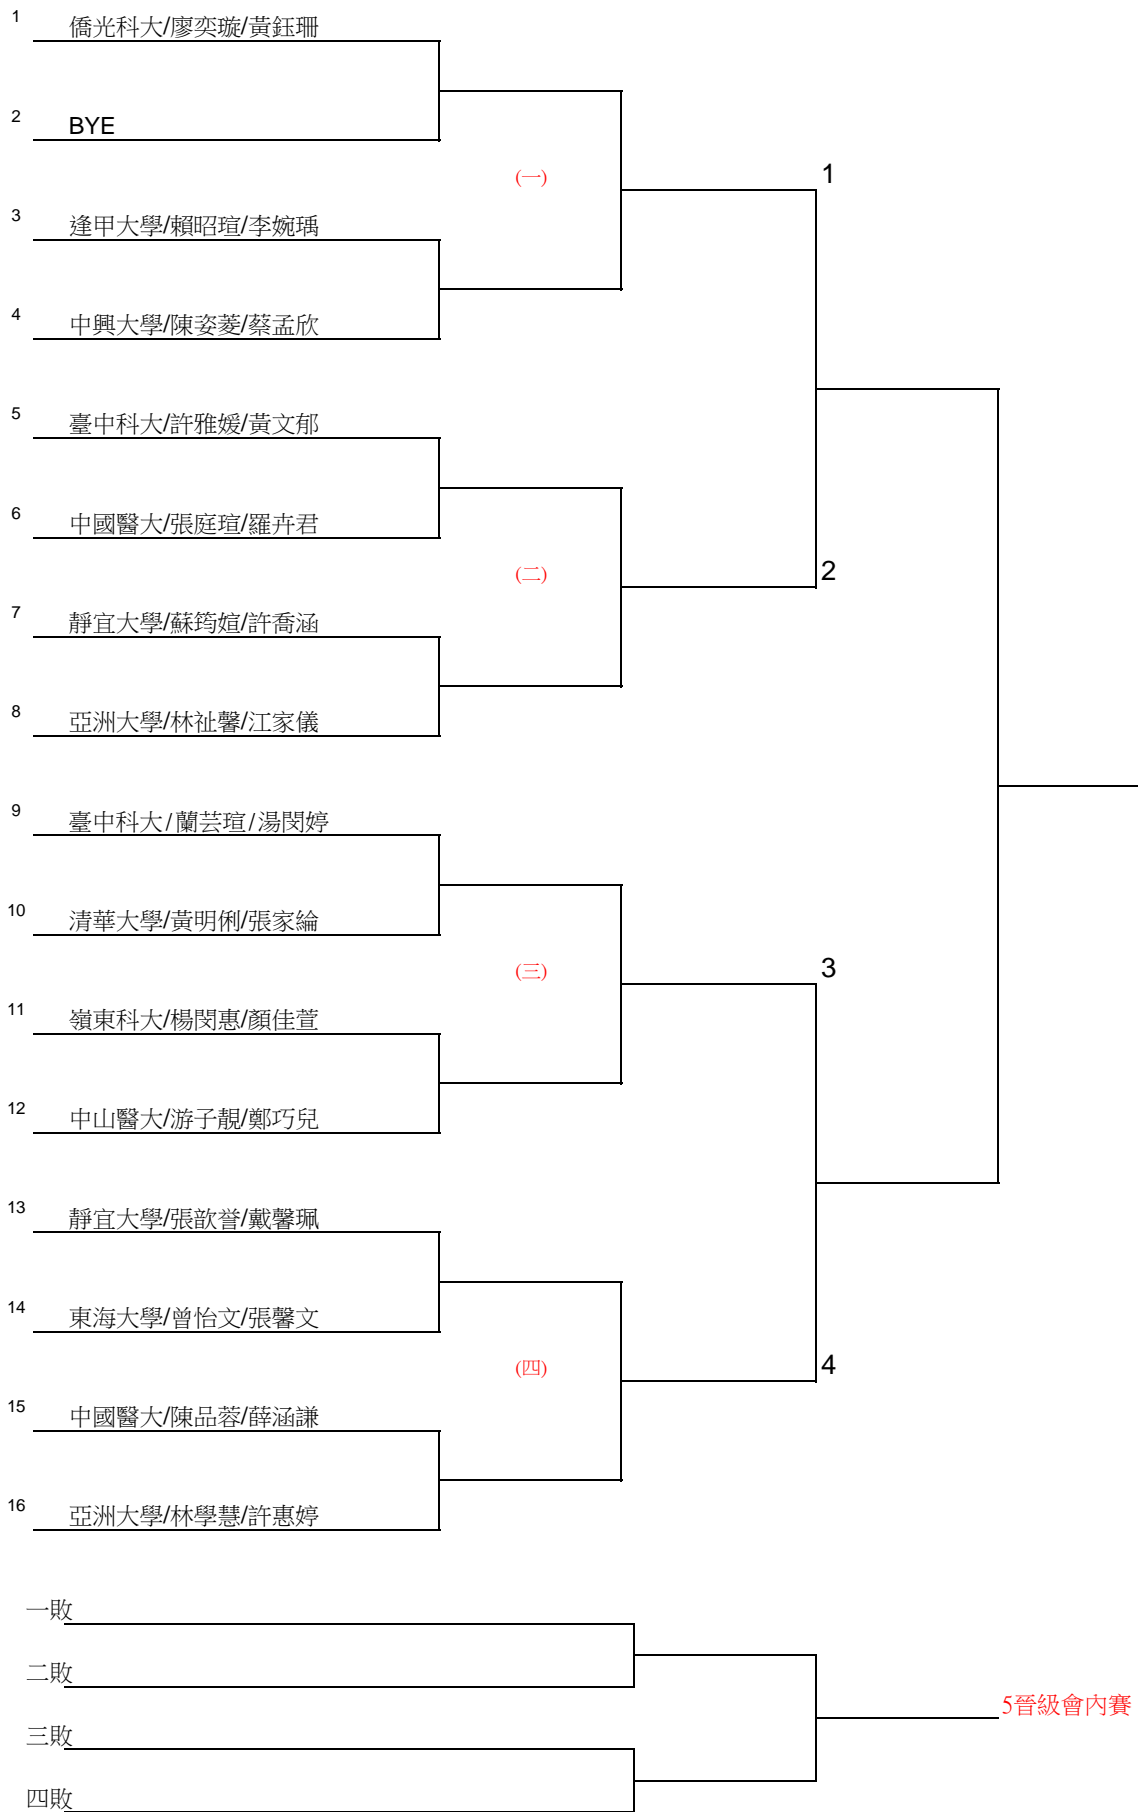 1 僑光科大/廖奕璇/黃鈺珊
2 BYE
(一) 1
3 逢甲大學/賴昭瑄/李婉瑀
4 中興大學/陳姿菱/蔡孟欣
5 臺中科大/許雅媛/黃文郁
6 中國醫大/張庭瑄/羅卉君
(二) 2
7 靜宜大學/蘇筠媗/許喬涵
8 亞洲大學/林祉馨/江家儀
9 臺中科大/蘭芸瑄/湯閔婷
10 清華大學/黃明俐/張家綸
(三) 3
11 嶺東科大/楊閔惠/顏佳萱
12 中山醫大/游子靚/鄭巧兒
13 靜宜大學/張歆誉/戴馨珮
14 東海大學/曾怡文/張馨文
(四) 4
15 中國醫大/陳品蓉/薛涵謙
16 亞洲大學/林學慧/許惠婷
一敗
二敗
5晉級會內賽
三敗
四敗